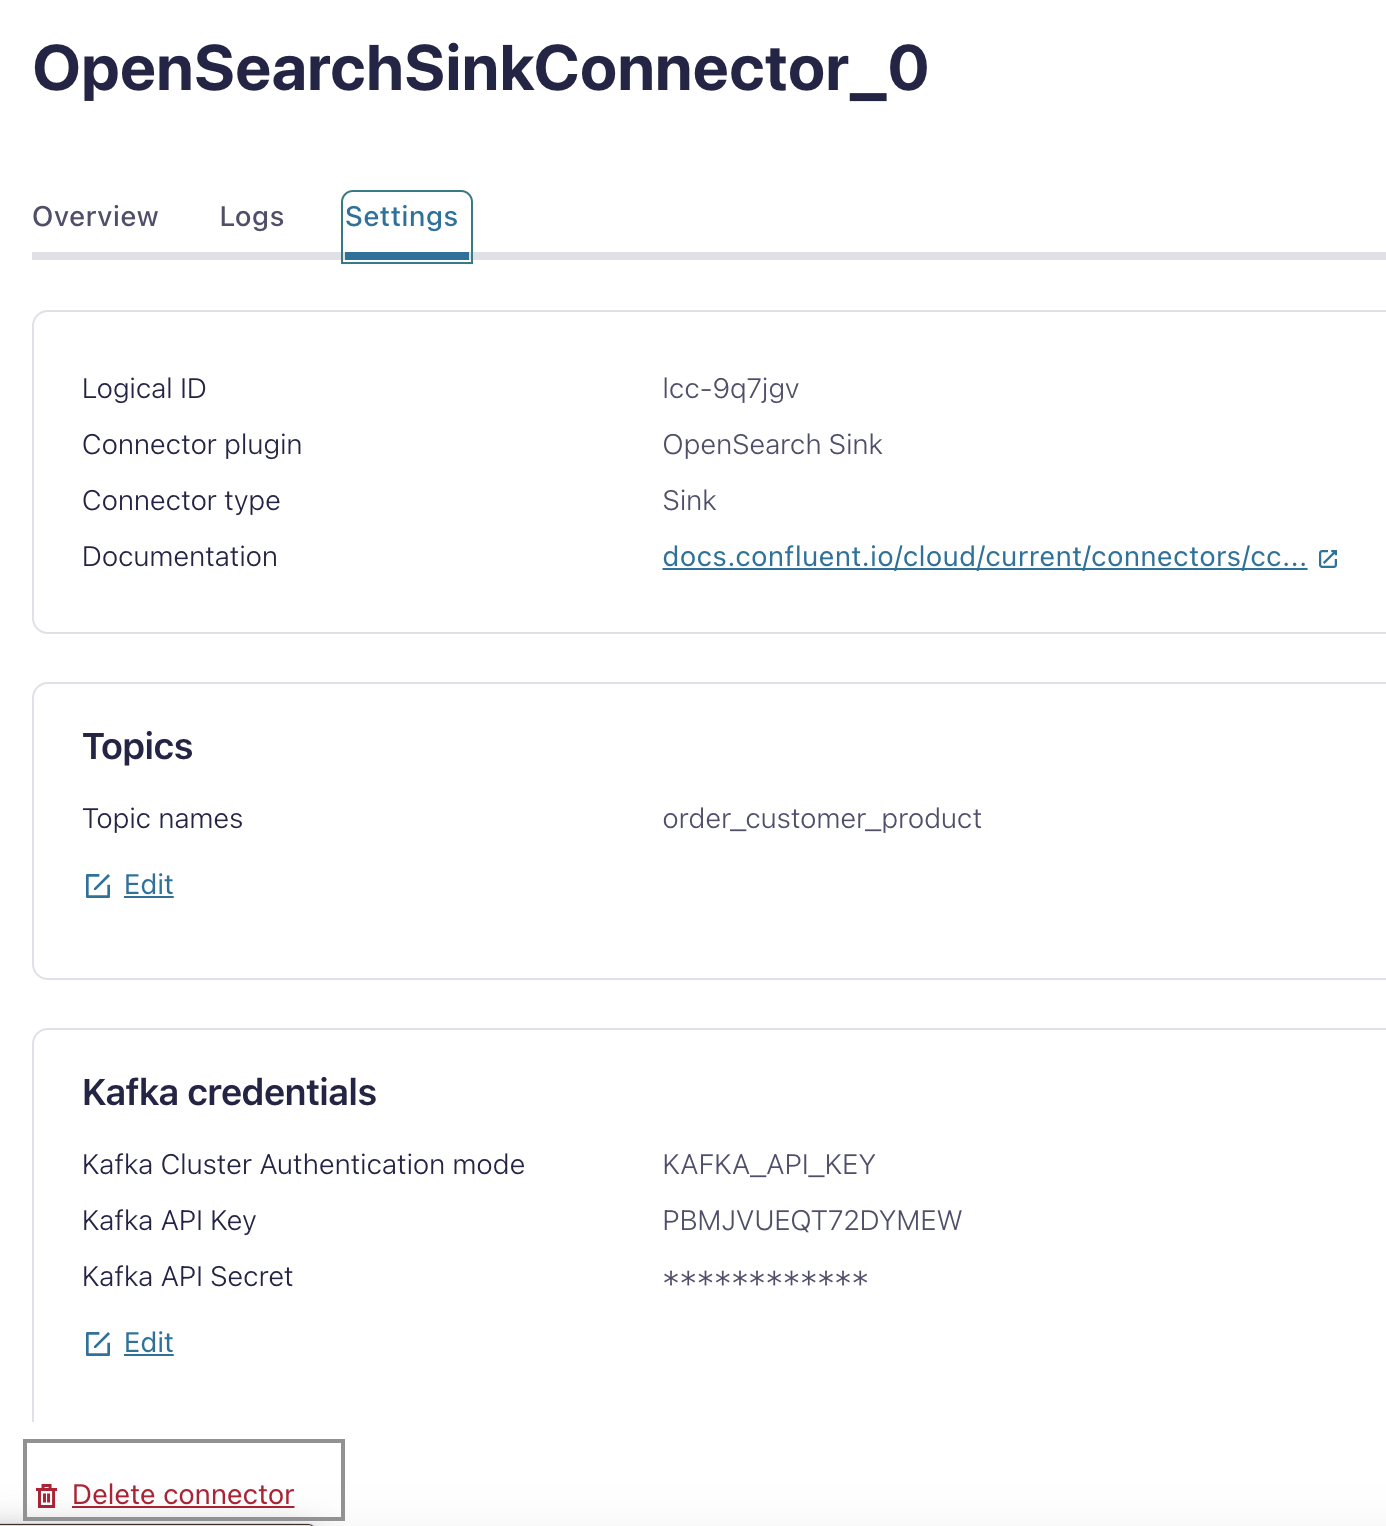 OpenSearchSinkConnector_0
Overview Logs Settings
Logical ID lcc-9q7jgv
Connector plugin OpenSearch Sink
Connector type Sink
Documentation docs.confluent.io/cloud/current/connectors/cc...
Topics
Topic names order_customer_product
Edit
Kafka credentials
Kafka Cluster Authentication mode KAFKA_API_KEY
Kafka API Key PBMJVUEQT72DYMEW
Kafka API Secret ************
Edit
Delete connector